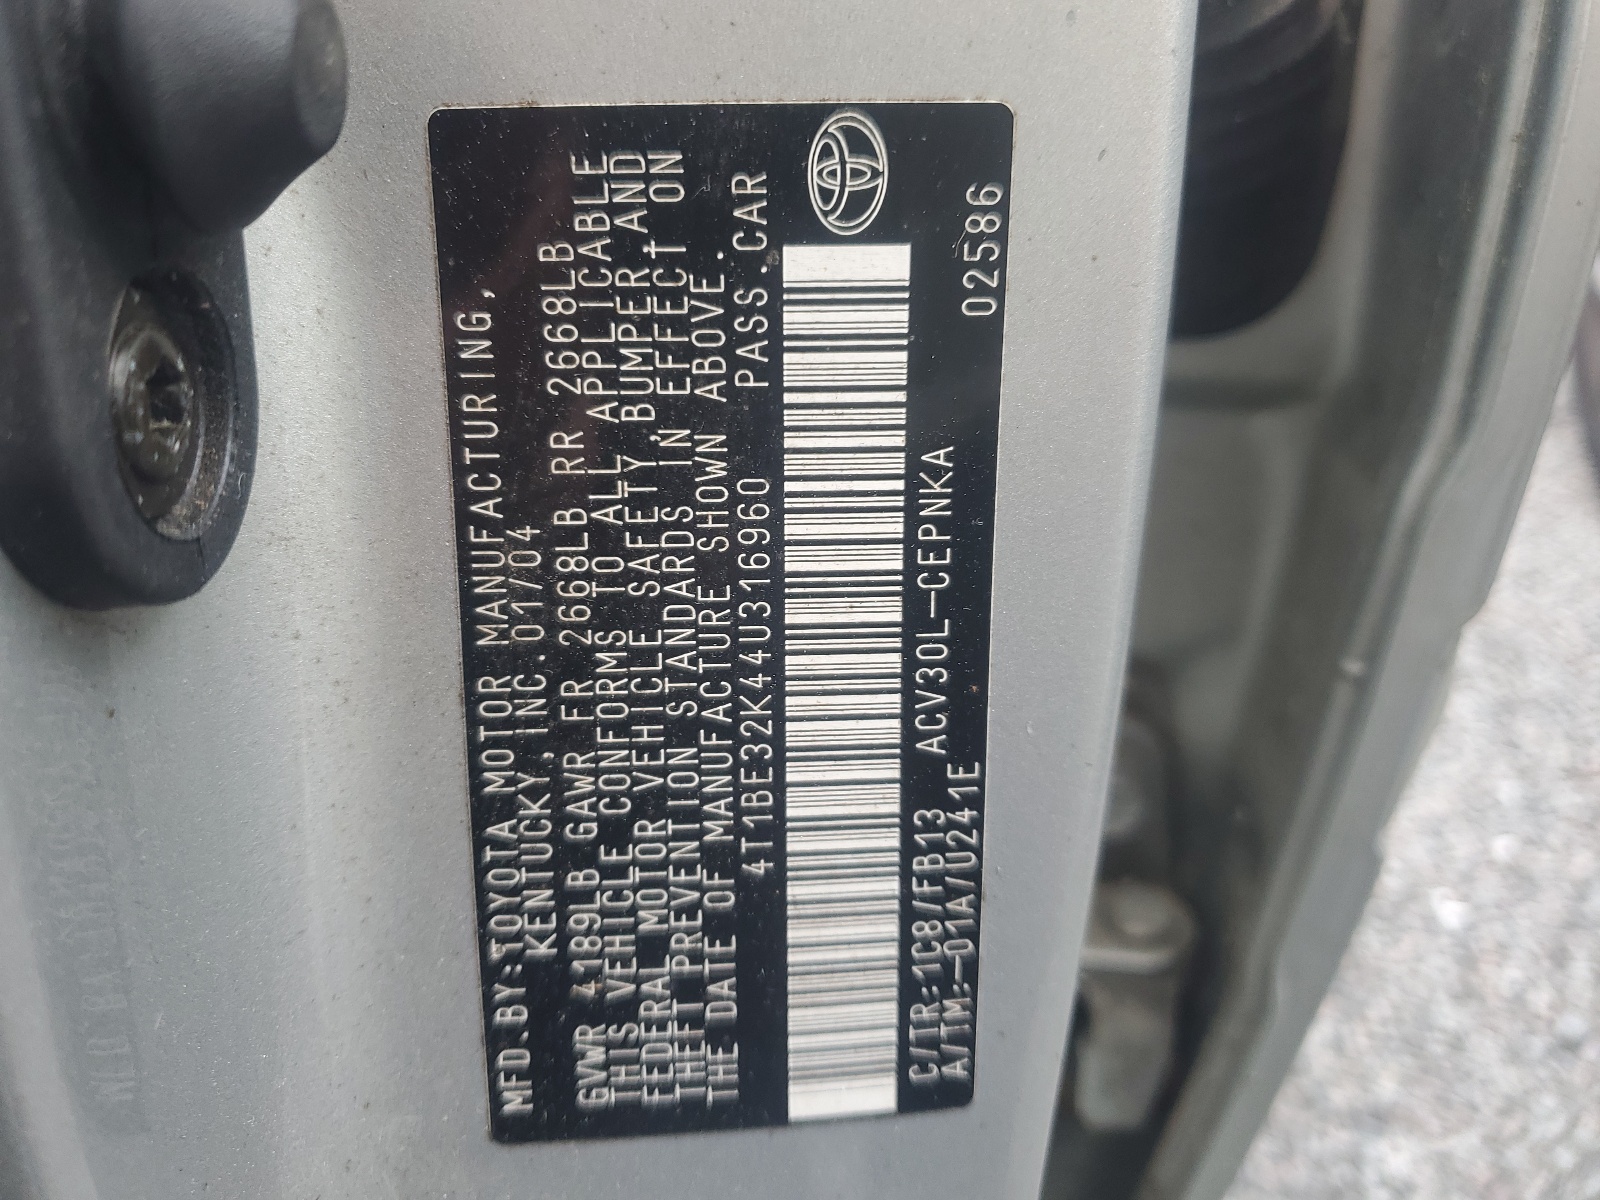 MFD.BY:TOYOTA MOTOR MANUFACTURING,
KENTUCKY, INC. 01/04
GVWR 4189LB GAWR FR 2668LB RR 2668LB
THIS VEHICLE CONFORMS TO ALL APPLICABLE
FEDERAL MOTOR VEHICLE SAFETY, BUMPER, AND
THEFT PREVENTION STANDARDS IN EFFECT ON
THE DATE OF MANUFACTURE SHOWN ABOVE.
4T1BE32K44U316960 PASS.CAR
C/TR:1C8/FB13 ACV30L-CEPNKA
A/TM:-01A/U241E 02586